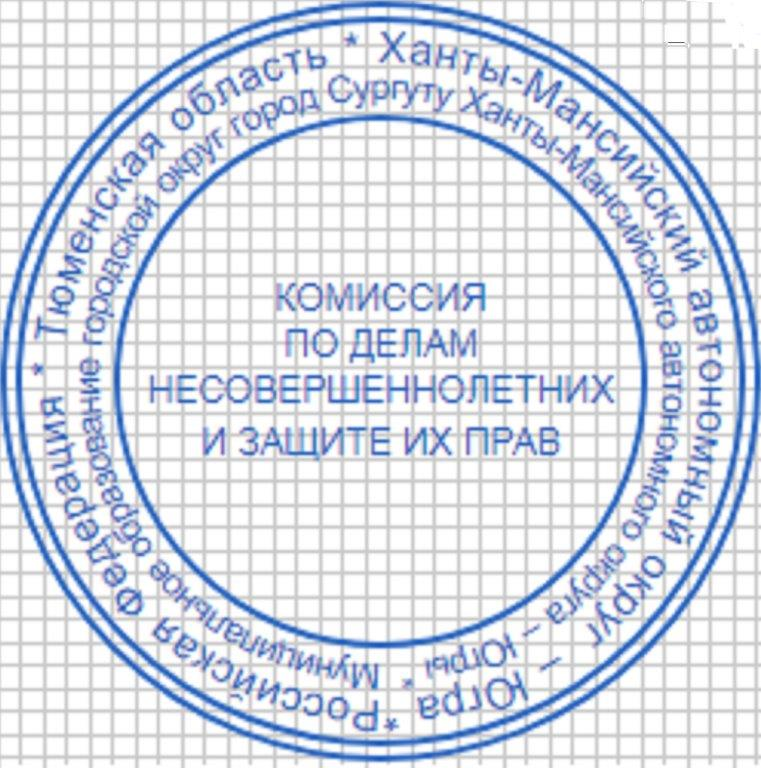 *Российская Федерация * Тюменская область * Ханты-Мансийский автономный округ – Югра
Муниципальное образование городской округ город Сургуту Ханты-Мансийского автономного округа – Югры *
КОМИССИЯ
ПО ДЕЛАМ
НЕСОВЕРШЕННОЛЕТНИХ
И ЗАЩИТЕ ИХ ПРАВ